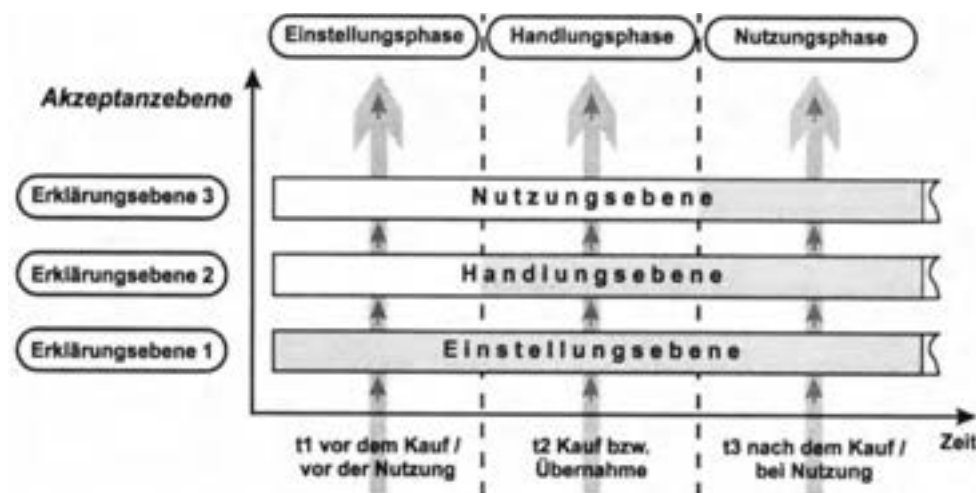 Einstellungsphase Handlungsphase Nutzungsphase
Akzeptanzebene
Erklärungsebene 3 Nutzungsebene
Erklärungsebene 2 Handlungsebene
Erklärungsebene 1 Einstellungsebene
Zeit
t1 vor dem Kauf / t2 Kauf bzw. t3 nach dem Kauf /
vor der Nutzung Übernahme bei Nutzung